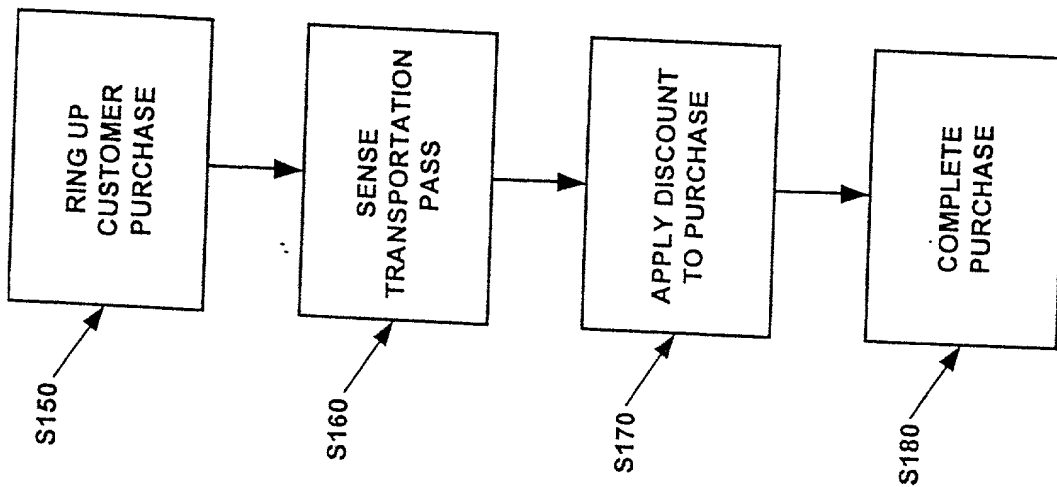 S150
RING UP
CUSTOMER
PURCHASE
S160
SENSE
TRANSPORTATION
PASS
S170
APPLY DISCOUNT
TO PURCHASE
S180
COMPLETE
PURCHASE